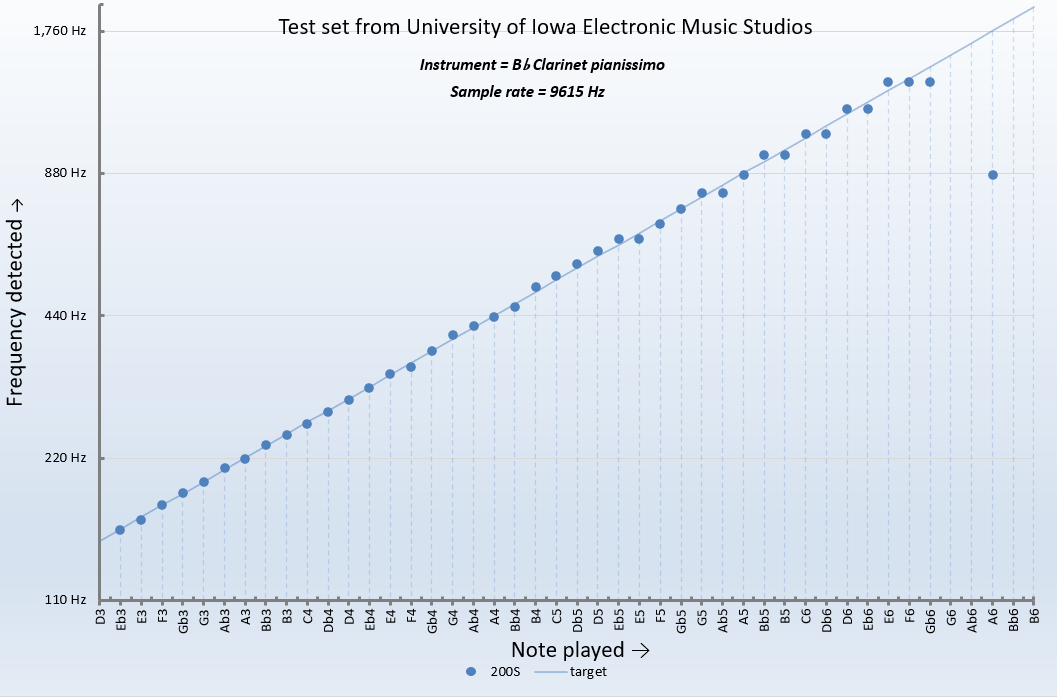 Test set from University of Iowa Electronic Music Studios
Instrument = B♭ Clarinet pianissimo
Sample rate = 9615 Hz
Frequency detected →
1,760 Hz
880 Hz
440 Hz
220 Hz
110 Hz
D3 Eb3 E3 F3 Gb3 G3 Ab3 A3 Bb3 B3 C4 Db4 D4 Eb4 E4 F4 Gb4 G4 Ab4 A4 Bb4 B4 C5 Db5 D5 Eb5 E5 F5 Gb5 G5 Ab5 A5 Bb5 B5 C6 Db6 D6 Eb6 E6 F6 Gb6 G6 Ab6 A6 Bb6 B6
Note played →
200S target